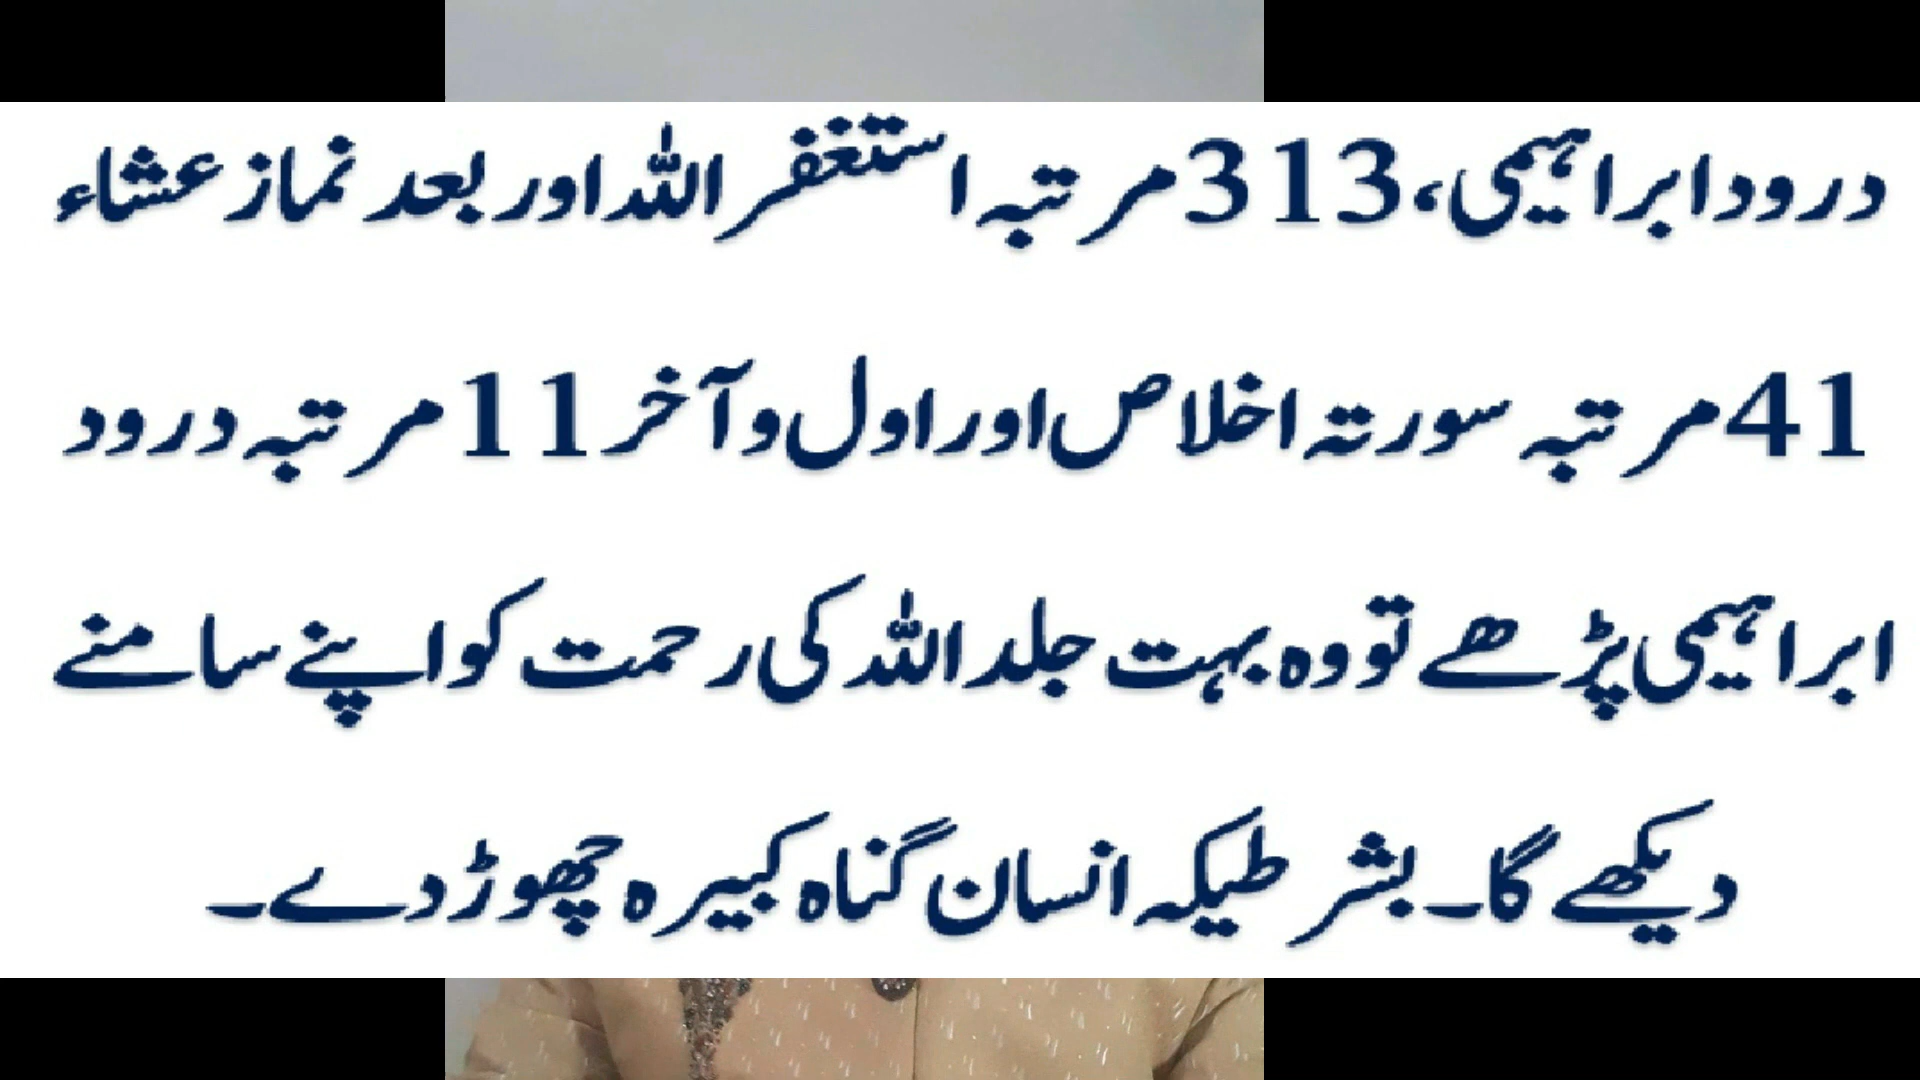 درود ابراہیمی، 313 مرتبہ استغفر اللہ اور بعد نماز عشاء
41 مرتبہ سورتہ اخلاص اور اول و آخر 11 مرتبہ درود
ابراہیمی پڑھے تو وہ بہت جلد اللہ کی رحمت کو اپنے سامنے
دیکھے گا۔ بشرطیکہ انسان گناہ کبیرہ چھوڑ دے۔